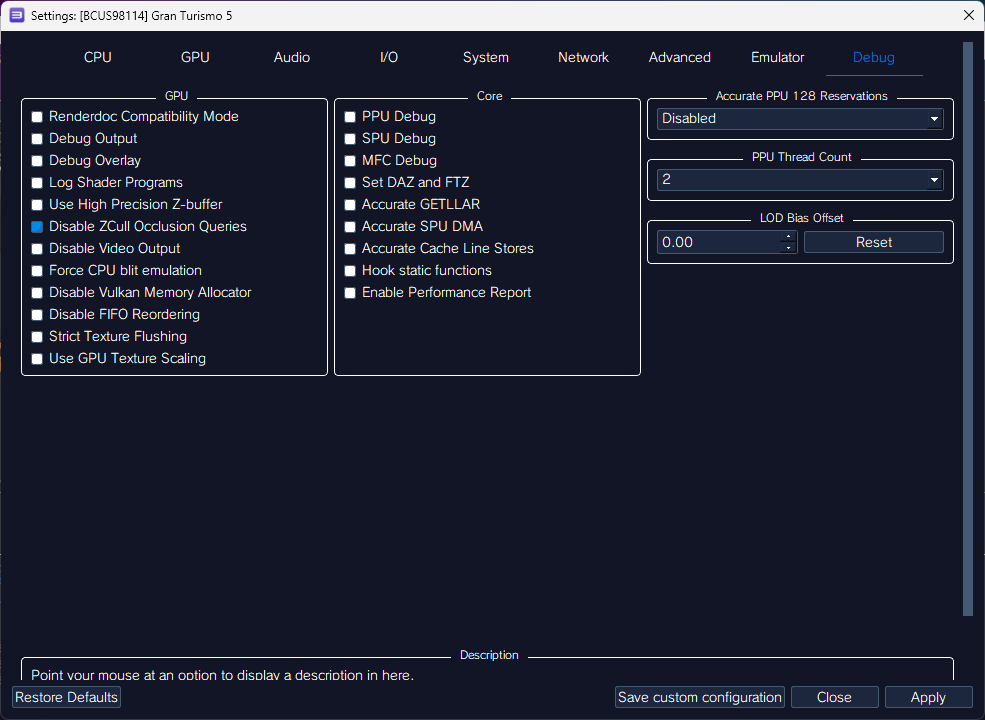 Settings: [BCUS98114] Gran Turismo 5
CPU GPU Audio I/O System Network Advanced Emulator Debug
GPU
Renderdoc Compatibility Mode
Debug Output
Debug Overlay
Log Shader Programs
Use High Precision Z-buffer
Disable ZCull Occlusion Queries
Disable Video Output
Force CPU blit emulation
Disable Vulkan Memory Allocator
Disable FIFO Reordering
Strict Texture Flushing
Use GPU Texture Scaling
Core
PPU Debug
SPU Debug
MFC Debug
Set DAZ and FTZ
Accurate GETLLAR
Accurate SPU DMA
Accurate Cache Line Stores
Hook static functions
Enable Performance Report
Accurate PPU 128 Reservations
Disabled
PPU Thread Count
2
LOD Bias Offset
0.00 Reset
Description
Point your mouse at an option to display a description in here.
Restore Defaults Save custom configuration Close Apply